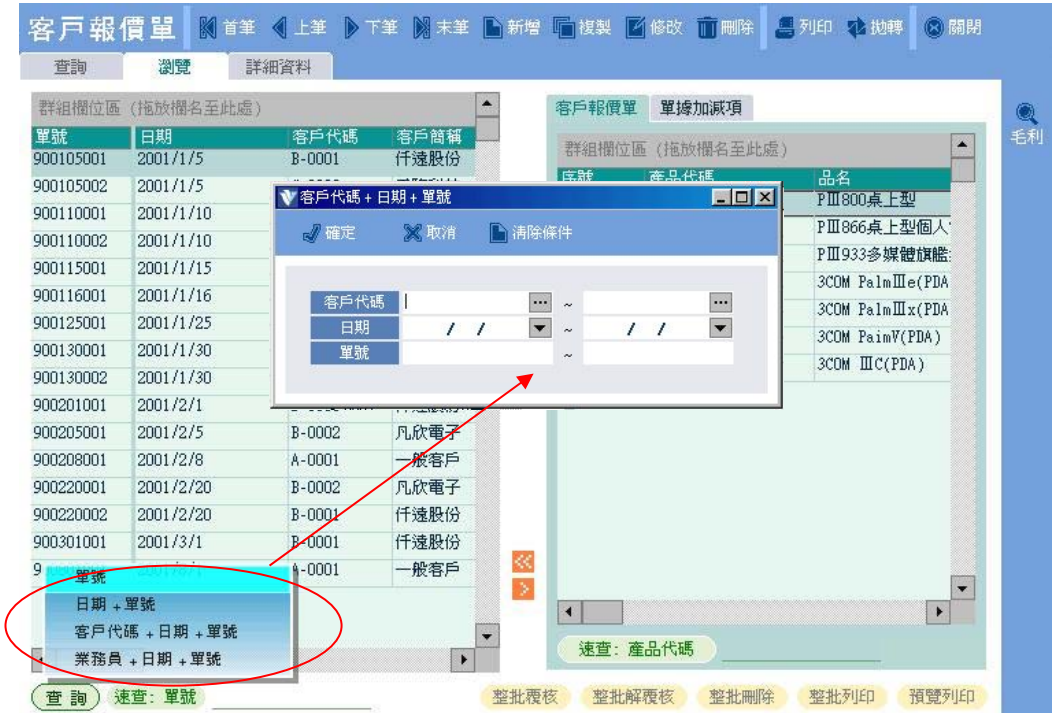 客戶報價單 首筆 上筆 下筆 末筆 新增 複製 修改 刪除 列印 拋轉 關閉
查詢 瀏覽 詳細資料
群組欄位區 (拖放欄名至此處)
單號 日期 客戶代碼 客戶簡稱
900105001 2001/1/5 B-0001 仟遠股份
900105002 2001/1/5
900110001 2001/1/10
900110002 2001/1/10
900115001 2001/1/15
900116001 2001/1/16
900125001 2001/1/25
900130001 2001/1/30
900130002 2001/1/30
900201001 2001/2/1
900205001 2001/2/5 B-0002 凡欣電子
900208001 2001/2/8 A-0001 一般客戶
900220001 2001/2/20 B-0002 凡欣電子
900220002 2001/2/20 B-0001 仟遠股份
900301001 2001/3/1 B-0001 仟遠股份
9 A-0001 一般客戶
單號
日期 + 單號
客戶代碼 + 日期 + 單號
業務員 + 日期 + 單號
查詢 速查: 單號
客戶代碼 + 日期 + 單號
確定 取消 清除條件
客戶代碼 ~
日期 / / ~ / /
單號 ~
客戶報價單 單據加減項
群組欄位區 (拖放欄名至此處)
序號 產品代碼 品名
PⅢ800桌上型
PⅢ866桌上型個人
PⅢ933多媒體旗艦
3COM PalmⅢe(PDA
3COM PalmⅢx(PDA
3COM PaimV(PDA)
3COM ⅢC(PDA)
速查: 產品代碼
整批覆核 整批解覆核 整批刪除 整批列印 預覽列印
毛利